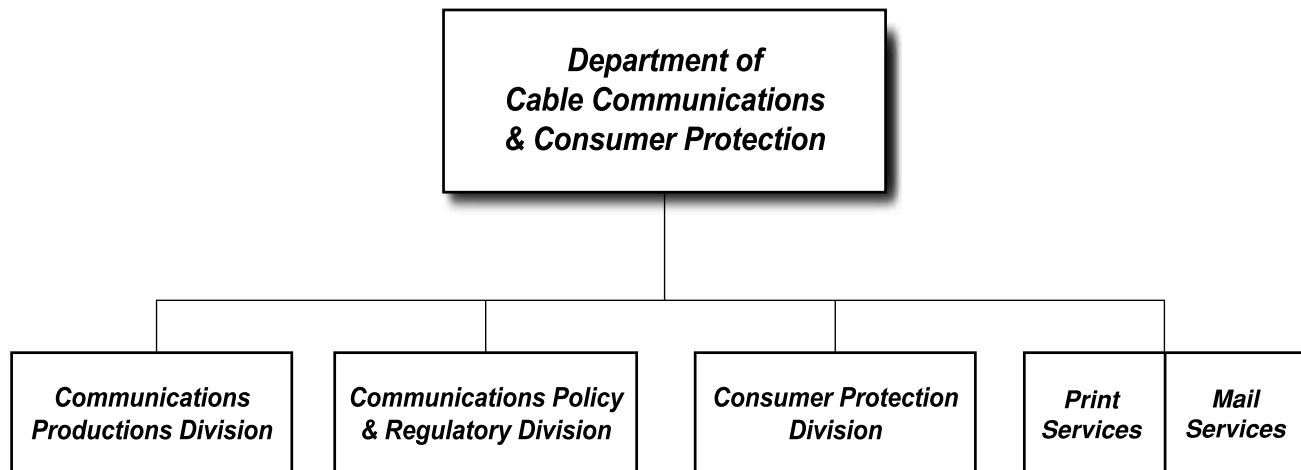 Department of
Cable Communications
& Consumer Protection
Communications
Productions Division
Communications Policy
& Regulatory Division
Consumer Protection
Division
Print
Services
Mail
Services